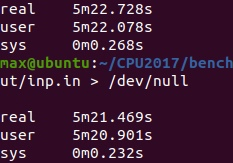 real 5m22.728s
user 5m22.078s
sys 0m0.268s
max@ubuntu:~/CPU2017/bench
ut/inp.in > /dev/null
real 5m21.469s
user 5m20.901s
sys 0m0.232s